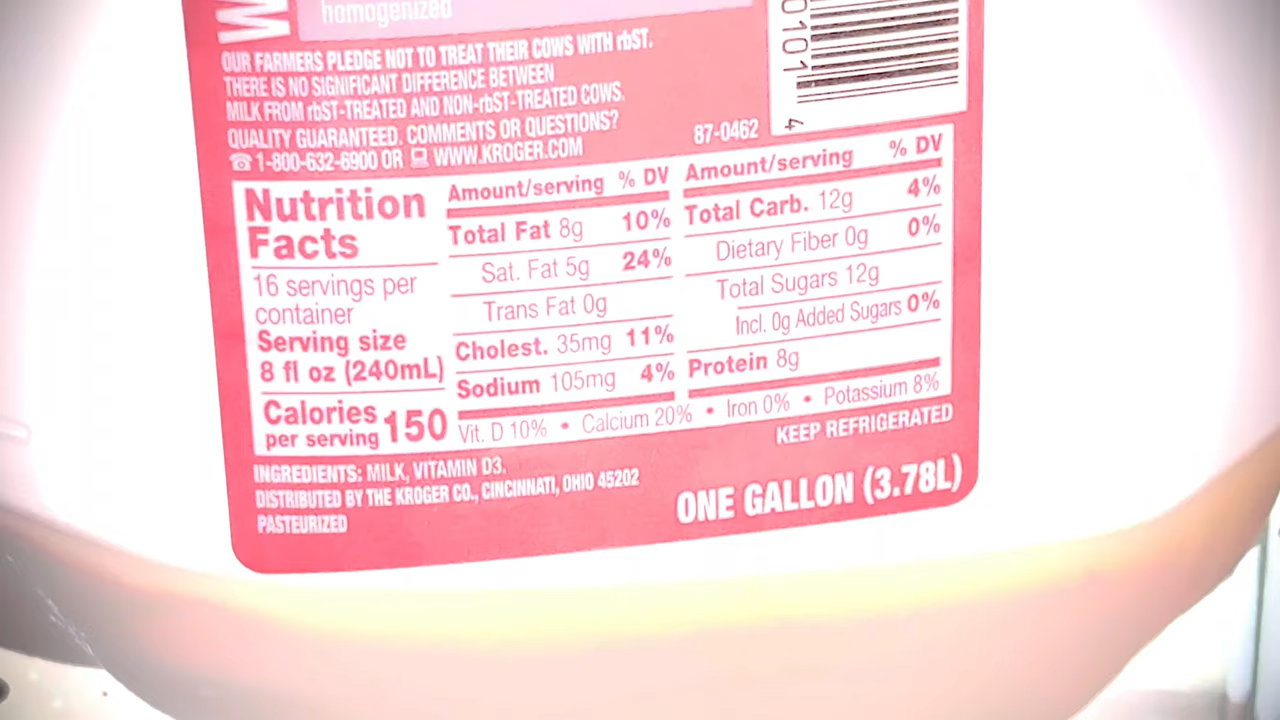 homogenized
OUR FARMERS PLEDGE NOT TO TREAT THEIR COWS WITH rbST.
THERE IS NO SIGNIFICANT DIFFERENCE BETWEEN
MILK FROM rbST-TREATED AND NON-rbST-TREATED COWS.
QUALITY GUARANTEED. COMMENTS OR QUESTIONS?
1-800-632-6900 OR WWW.KROGER.COM
87-0462
0101 4
Nutrition
Facts
16 servings per
container
Serving size
8 fl oz (240mL)
Calories
per serving 150
Amount/serving % DV
Total Fat 8g 10%
Sat. Fat 5g 24%
Trans Fat 0g
Cholest. 35mg 11%
Sodium 105mg 4%
Amount/serving % DV
Total Carb. 12g 4%
Dietary Fiber 0g 0%
Total Sugars 12g
Incl. 0g Added Sugars 0%
Protein 8g
Vit. D 10% • Calcium 20% • Iron 0% • Potassium 8%
KEEP REFRIGERATED
INGREDIENTS: MILK, VITAMIN D3.
DISTRIBUTED BY THE KROGER CO., CINCINNATI, OHIO 45202
PASTEURIZED
ONE GALLON (3.78L)